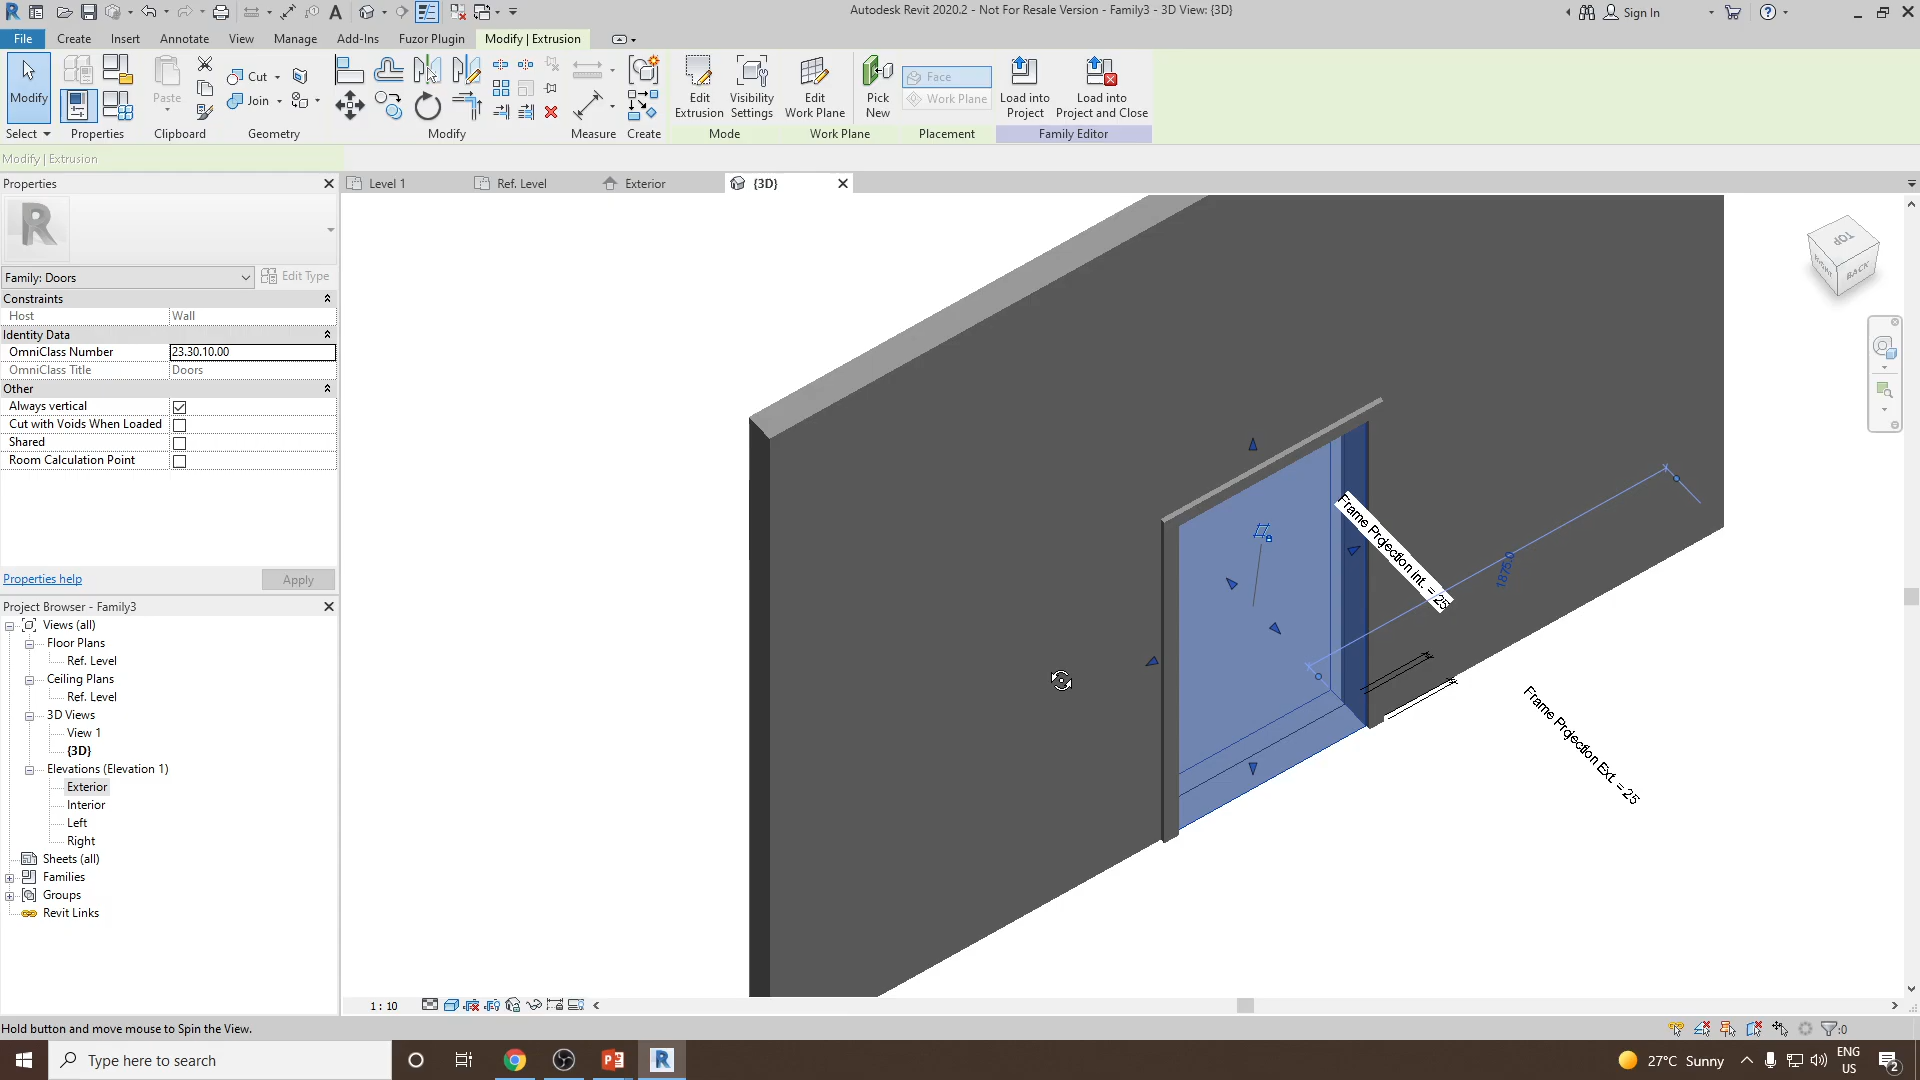 Autodesk Revit 2020.2 - Not For Resale Version - Family3 - 3D View: {3D}
Sign In
File Create Insert Annotate View Manage Add-Ins Fuzor Plugin Modify | Extrusion
Modify
Select
Properties
Paste
Clipboard
Cut
Join
Geometry
Modify
Measure
Create
Edit Extrusion
Visibility Settings
Mode
Edit Work Plane
Work Plane
Pick New
Face
Work Plane
Placement
Load into Project
Load into Project and Close
Family Editor
Modify | Extrusion
Properties
R
Family: Doors
Edit Type
Constraints
Host Wall
Identity Data
OmniClass Number 23.30.10.00
OmniClass Title Doors
Other
Always vertical
Cut with Voids When Loaded
Shared
Room Calculation Point
Properties help
Apply
Project Browser - Family3
Views (all)
Floor Plans
Ref. Level
Ceiling Plans
Ref. Level
3D Views
View 1
{3D}
Elevations (Elevation 1)
Exterior
Interior
Left
Right
Sheets (all)
Families
Groups
Revit Links
Level 1
Ref. Level
Exterior
{3D}
TOP
RIGHT
BACK
Frame Projection Int. = 25
1875.0
Frame Projection Ext. = 25
1 : 10
Hold button and move mouse to Spin the View.
:0
Type here to search
27°C Sunny
ENG
US
2